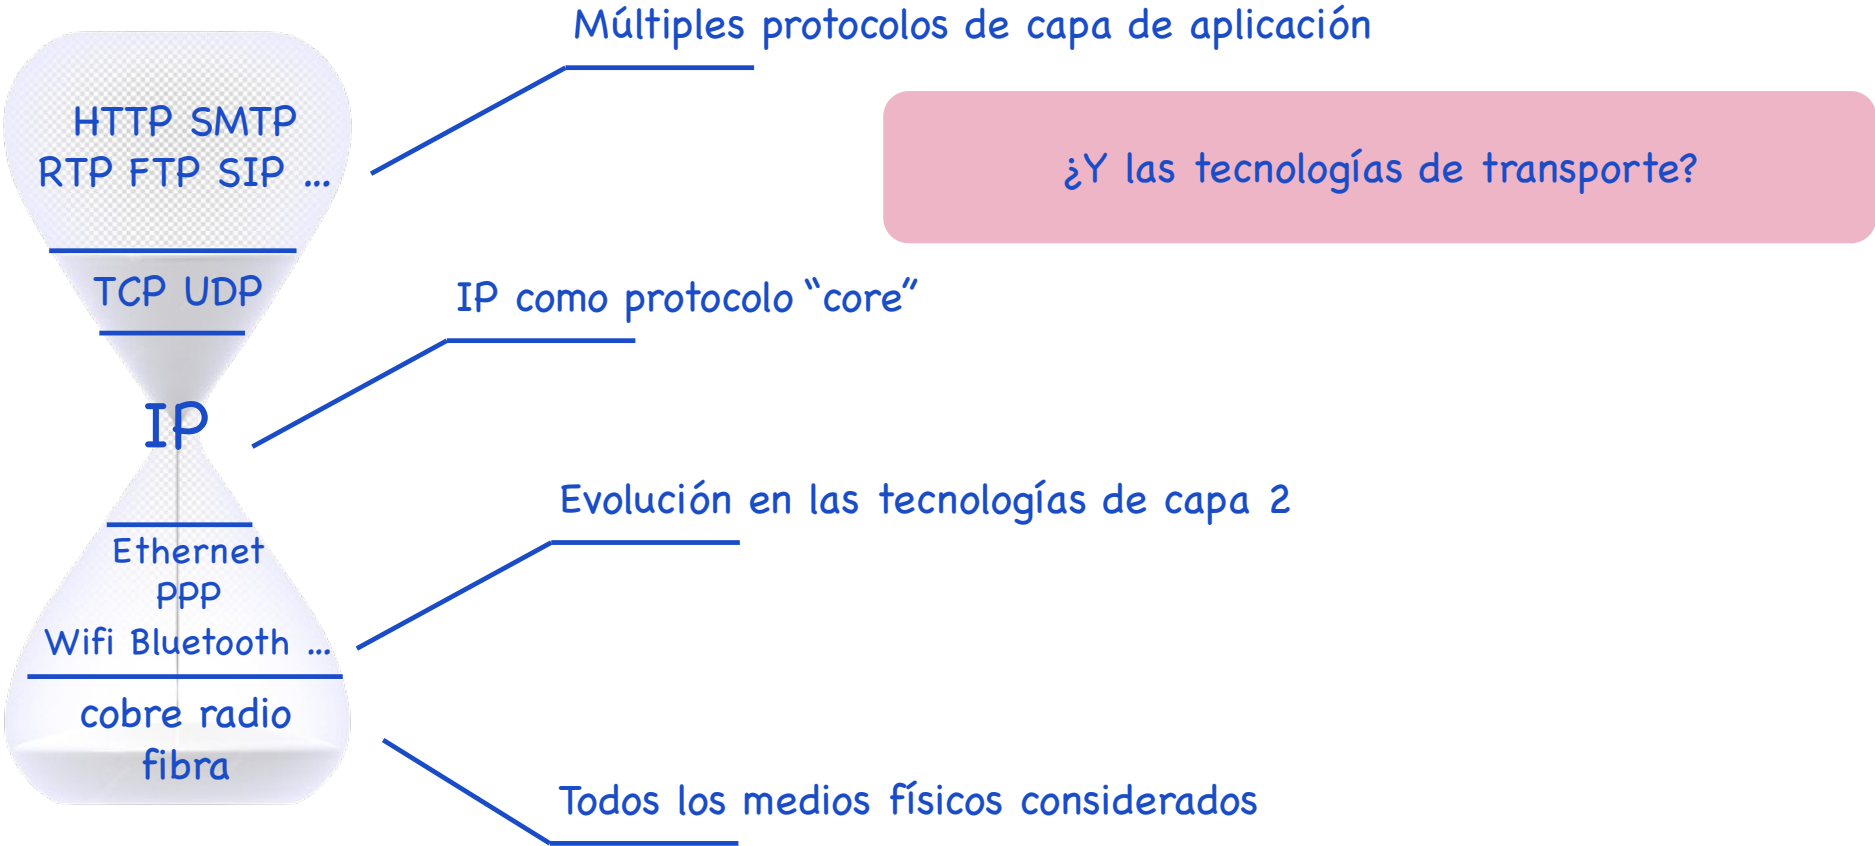 Múltiples protocolos de capa de aplicación
HTTP SMTP
RTP FTP SIP ...
¿Y las tecnologías de transporte?
TCP UDP
IP como protocolo “core”
IP
Evolución en las tecnologías de capa 2
Ethernet
PPP
Wifi Bluetooth ...
cobre radio
fibra
Todos los medios físicos considerados